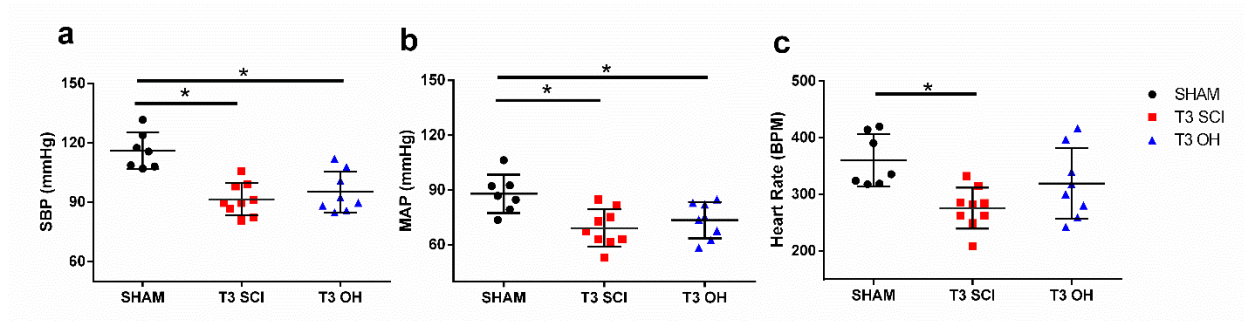 a
*
*
SBP (mmHg)
150
120
90
60
SHAM T3 SCI T3 OH
b
*
*
MAP (mmHg)
150
120
90
60
SHAM T3 SCI T3 OH
c
*
Heart Rate (BPM)
500
400
300
200
SHAM T3 SCI T3 OH
SHAM
T3 SCI
T3 OH